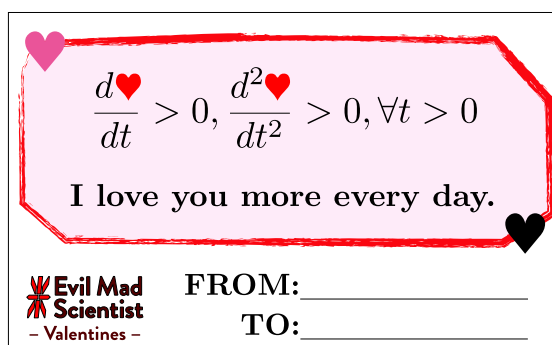 d♥/dt > 0, d²♥/dt² > 0, ∀t > 0
I love you more every day.
Evil Mad
Scientist
– Valentines –
FROM:
TO: